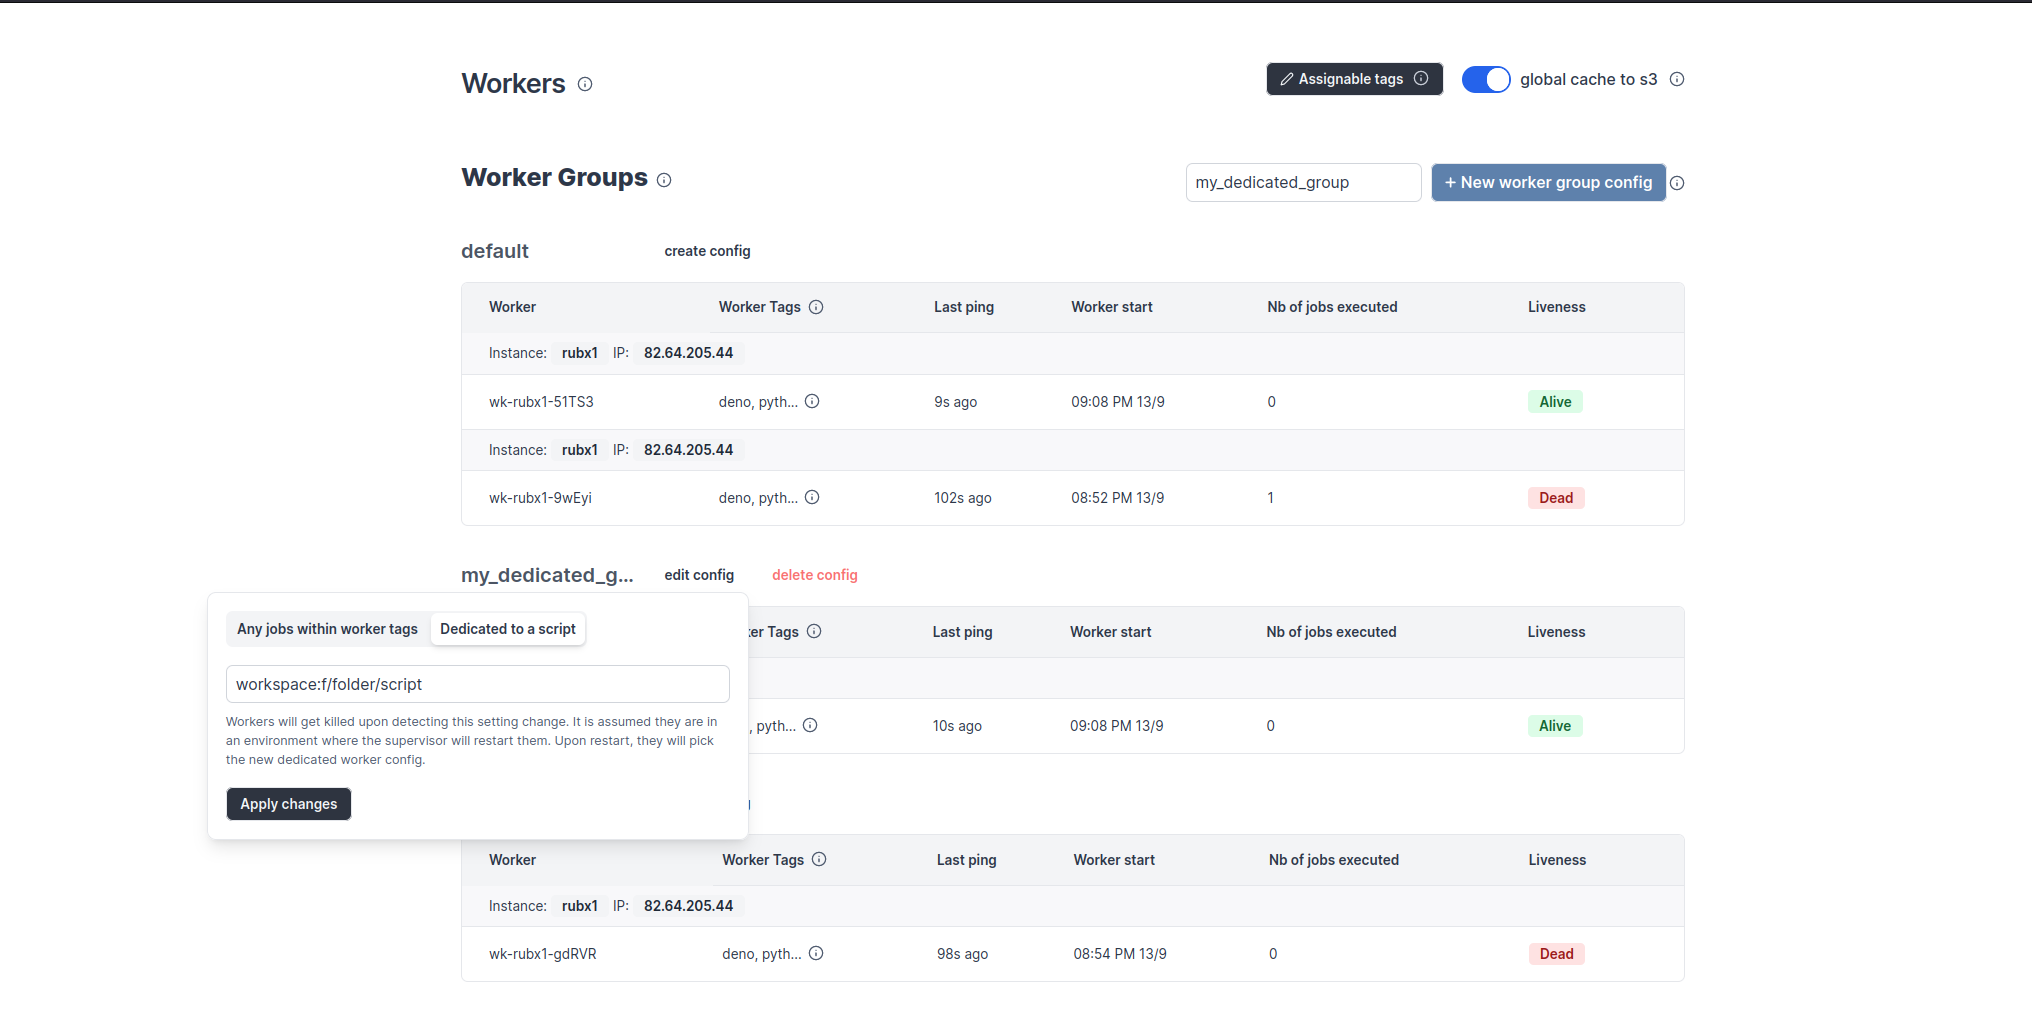 Workers
Assignable tags
global cache to s3
Worker Groups
my_dedicated_group
+ New worker group config
default create config
Worker Worker Tags Last ping Worker start Nb of jobs executed Liveness
Instance: rubx1 IP: 82.64.205.44
wk-rubx1-51TS3 deno, pyth... 9s ago 09:08 PM 13/9 0 Alive
Instance: rubx1 IP: 82.64.205.44
wk-rubx1-9wEyi deno, pyth... 102s ago 08:52 PM 13/9 1 Dead
my_dedicated_g... edit config delete config
Any jobs within worker tags Dedicated to a script
workspace:f/folder/script
Workers will get killed upon detecting this setting change. It is assumed they are in
an environment where the supervisor will restart them. Upon restart, they will pick
the new dedicated worker config.
Apply changes
Tags Last ping Worker start Nb of jobs executed Liveness
, pyth... 10s ago 09:08 PM 13/9 0 Alive
Worker Worker Tags Last ping Worker start Nb of jobs executed Liveness
Instance: rubx1 IP: 82.64.205.44
wk-rubx1-gdRVR deno, pyth... 98s ago 08:54 PM 13/9 0 Dead